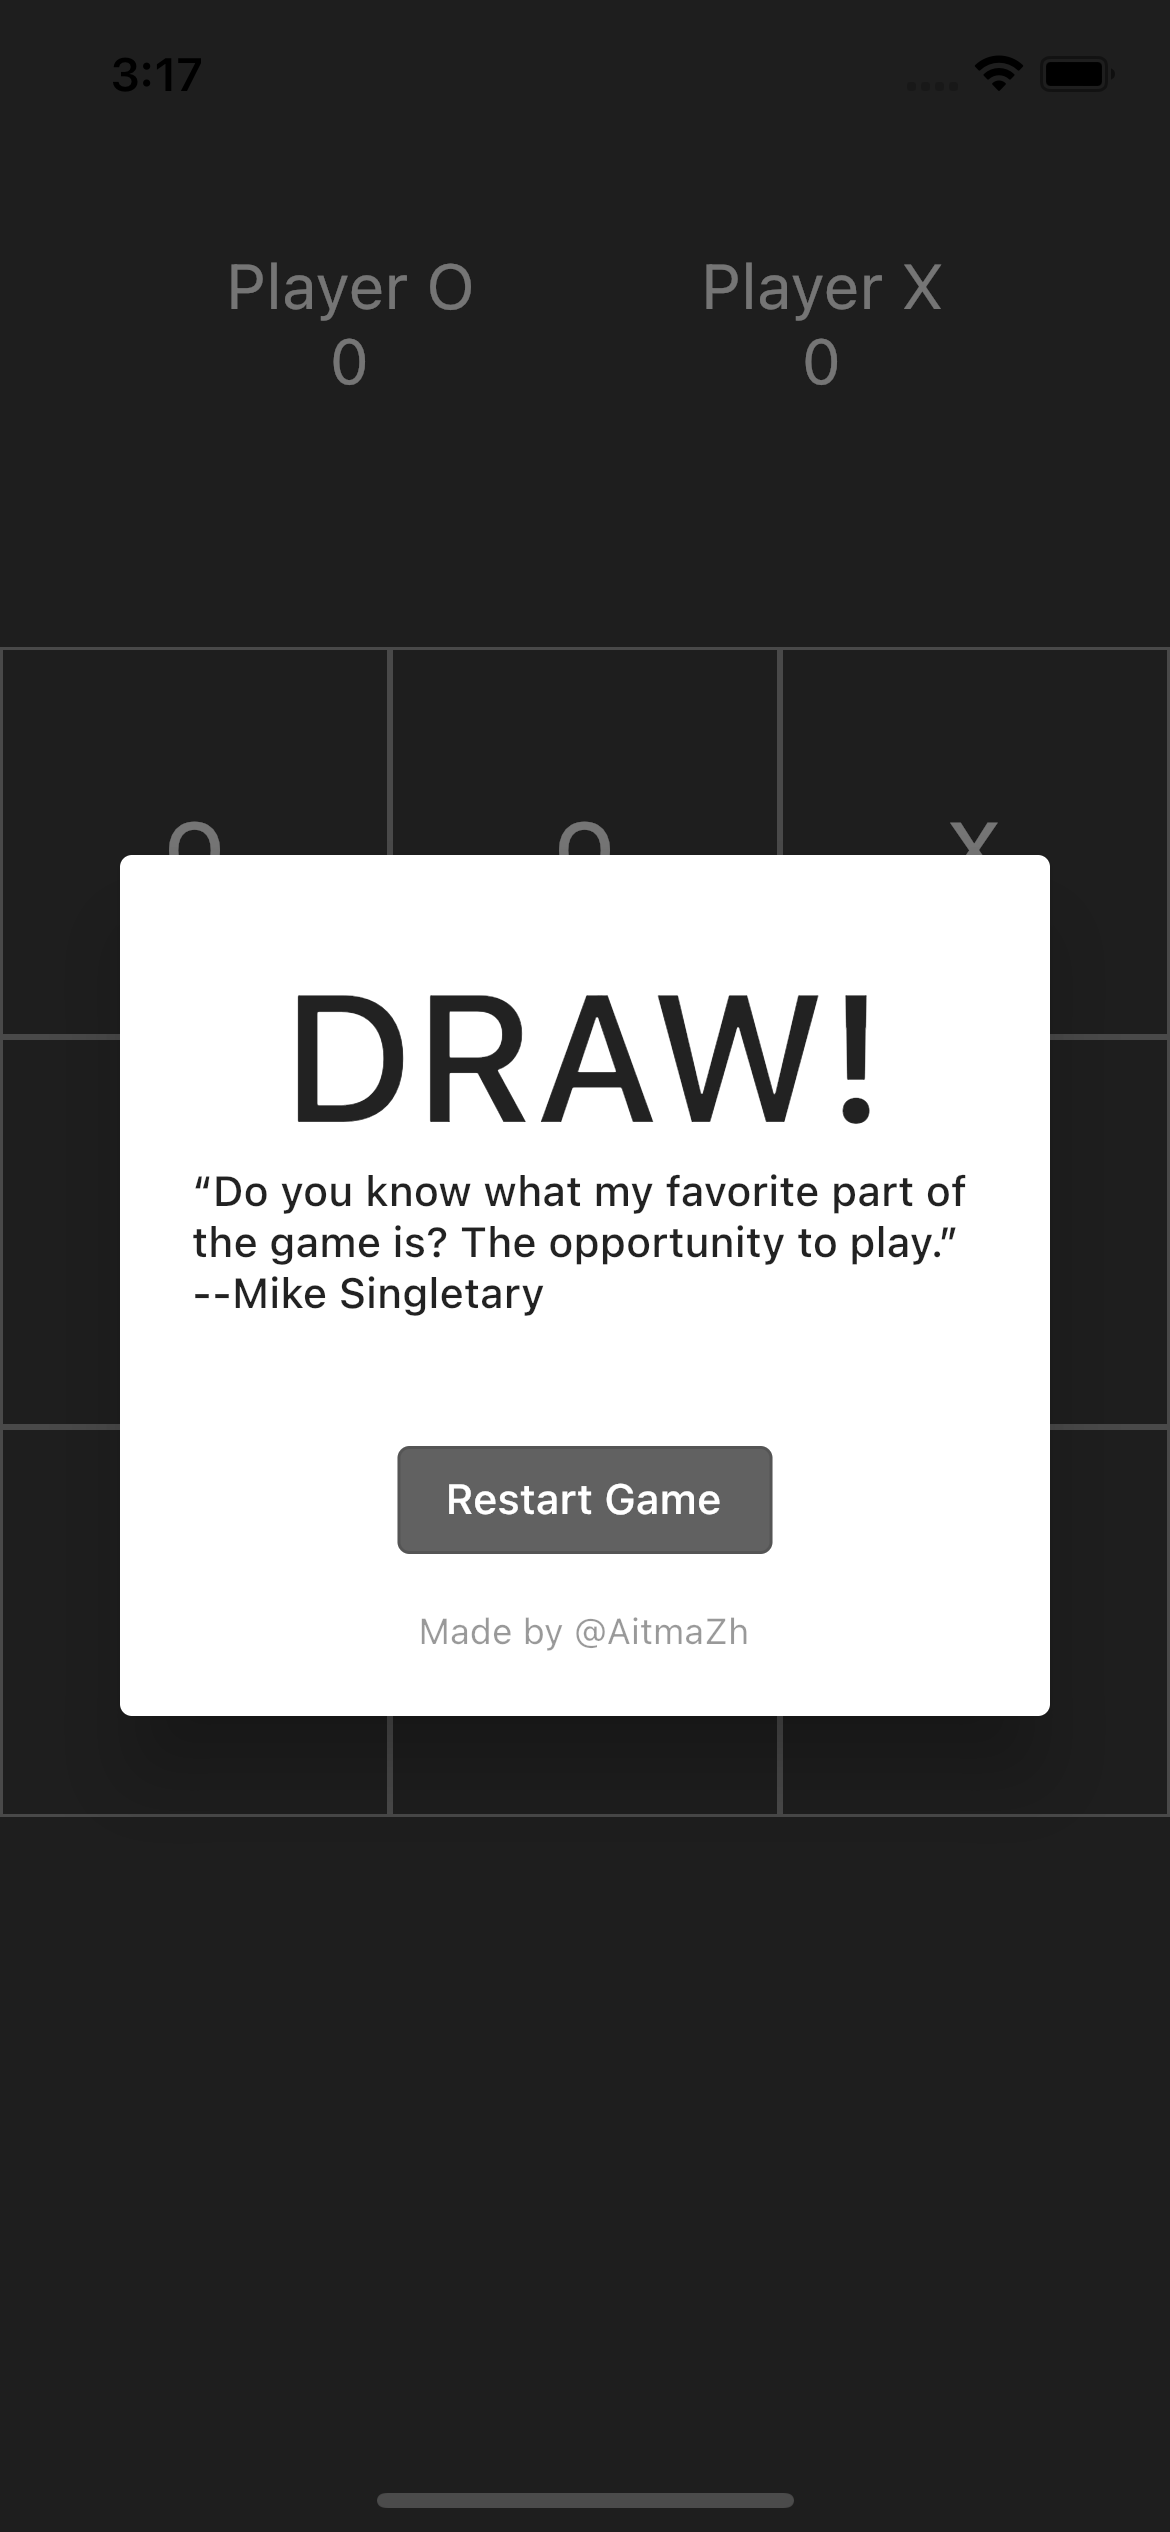 3:17
Player O Player X
0 0
O O X
DRAW!
“Do you know what my favorite part of
the game is? The opportunity to play.”
--Mike Singletary
Restart Game
Made by @AitmaZh